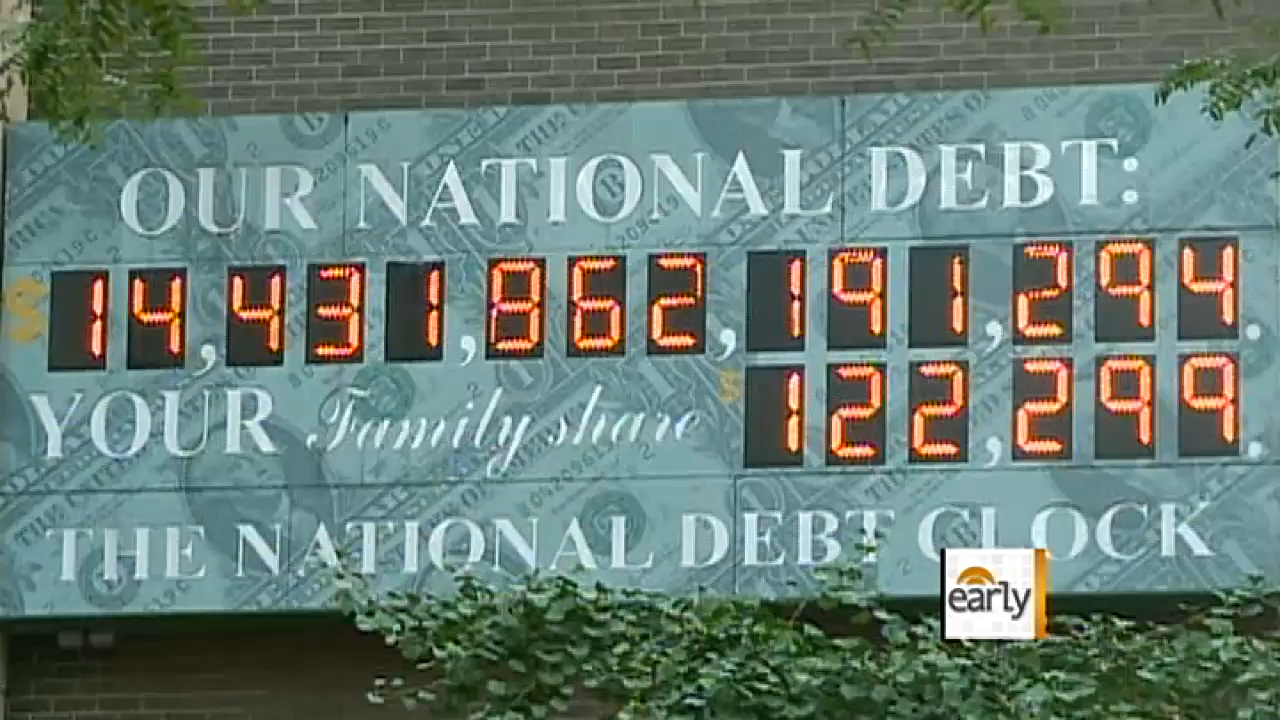 OUR NATIONAL DEBT:
$14,431,862,191,294.
YOUR Family share $122,299.
THE NATIONAL DEBT CLOCK
early